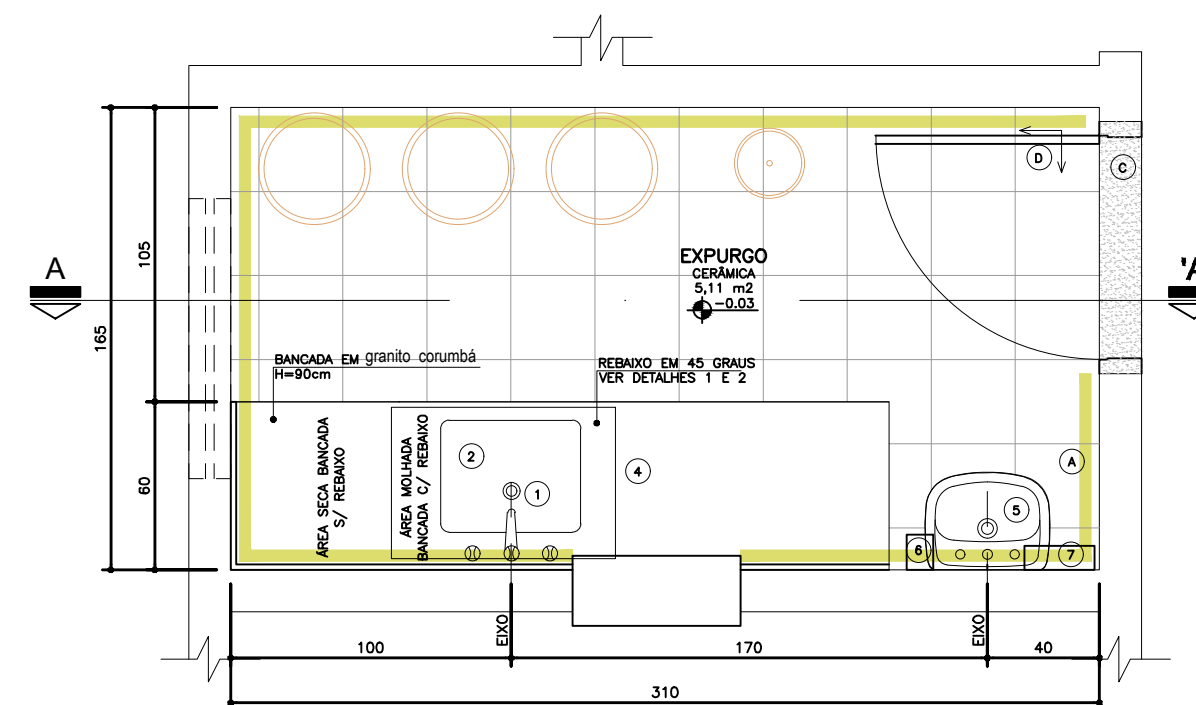 D
C
EXPURGO
CERÂMICA
5,11 m2
-0.03
A
'A
105
165
60
BANCADA EM granito corumbá
H=90cm
REBAIXO EM 45 GRAUS
VER DETALHES 1 E 2
ÁREA SECA BANCADA
S/ REBAIXO
ÁREA MOLHADA
BANCADA C/ REBAIXO
2
1
4
A
5
6
7
EIXO
EIXO
100
170
40
310